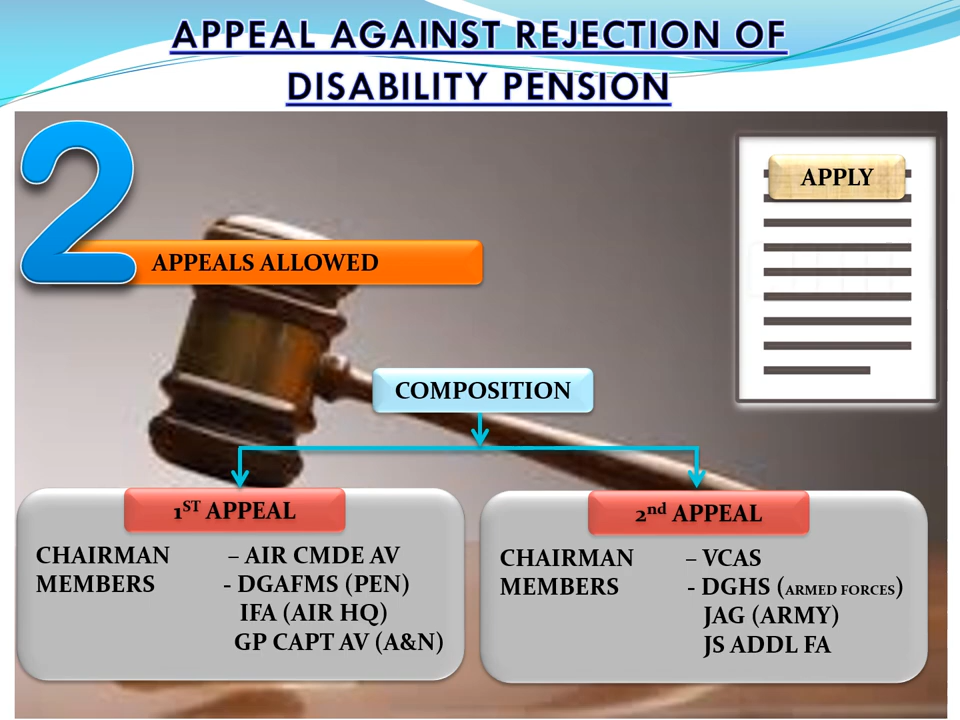 APPEAL AGAINST REJECTION OF
DISABILITY PENSION
2
APPEALS ALLOWED
APPLY
COMPOSITION
1ST APPEAL
CHAIRMAN – AIR CMDE AV
MEMBERS - DGAFMS (PEN)
IFA (AIR HQ)
GP CAPT AV (A&N)
2nd APPEAL
CHAIRMAN – VCAS
MEMBERS - DGHS (ARMED FORCES)
JAG (ARMY)
JS ADDL FA